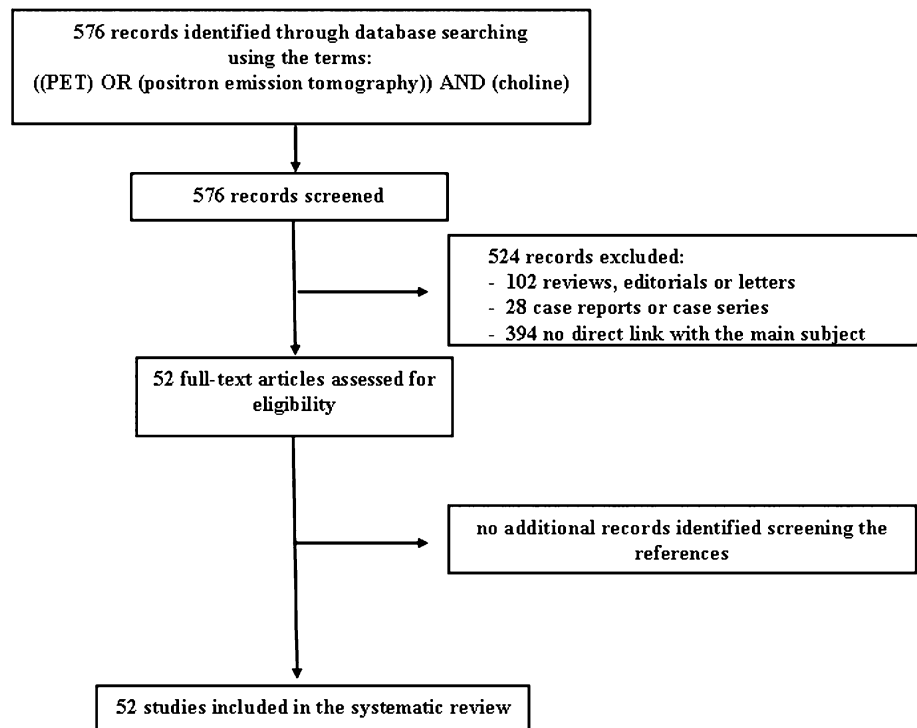 576 records identified through database searching
using the terms:
((PET) OR (positron emission tomography)) AND (choline)
576 records screened
524 records excluded:
- 102 reviews, editorials or letters
- 28 case reports or case series
- 394 no direct link with the main subject
52 full-text articles assessed for
eligibility
no additional records identified screening the
references
52 studies included in the systematic review